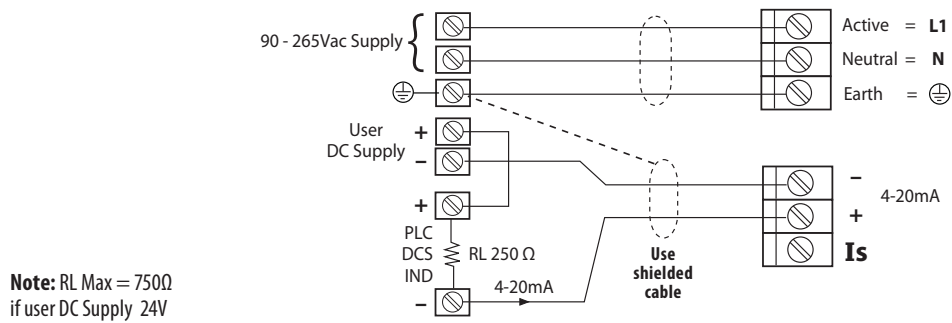 90 - 265Vac Supply
Active = L1
Neutral = N
Earth =
User
DC Supply
+
–
+
PLC
DCS
IND
RL 250 Ω
–
4-20mA
Use
shielded
cable
–
+
4-20mA
Is
Note: RL Max = 750Ω
if user DC Supply 24V